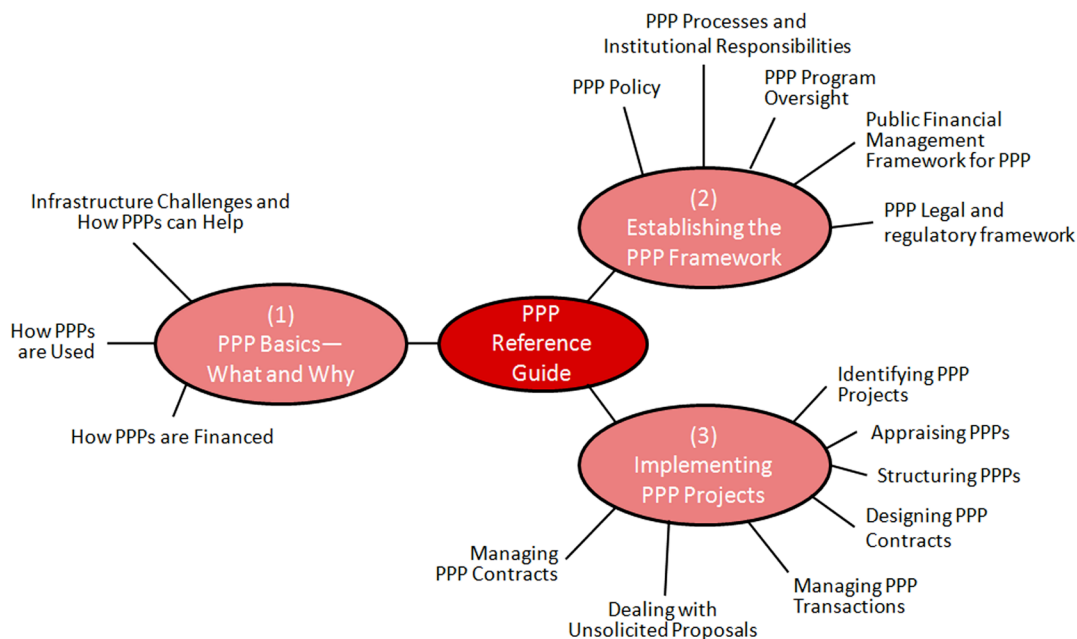 PPP Processes and
Institutional Responsibilities
PPP Policy
PPP Program
Oversight
Public Financial
Management
Framework for PPP
PPP Legal and
regulatory framework
(2)
Establishing the
PPP Framework
Infrastructure Challenges and
How PPPs can Help
How PPPs
are Used
How PPPs are Financed
(1)
PPP Basics—
What and Why
PPP
Reference
Guide
(3)
Implementing
PPP Projects
Identifying PPP
Projects
Appraising PPPs
Structuring PPPs
Designing PPP
Contracts
Managing PPP
Transactions
Dealing with
Unsolicited Proposals
Managing
PPP Contracts